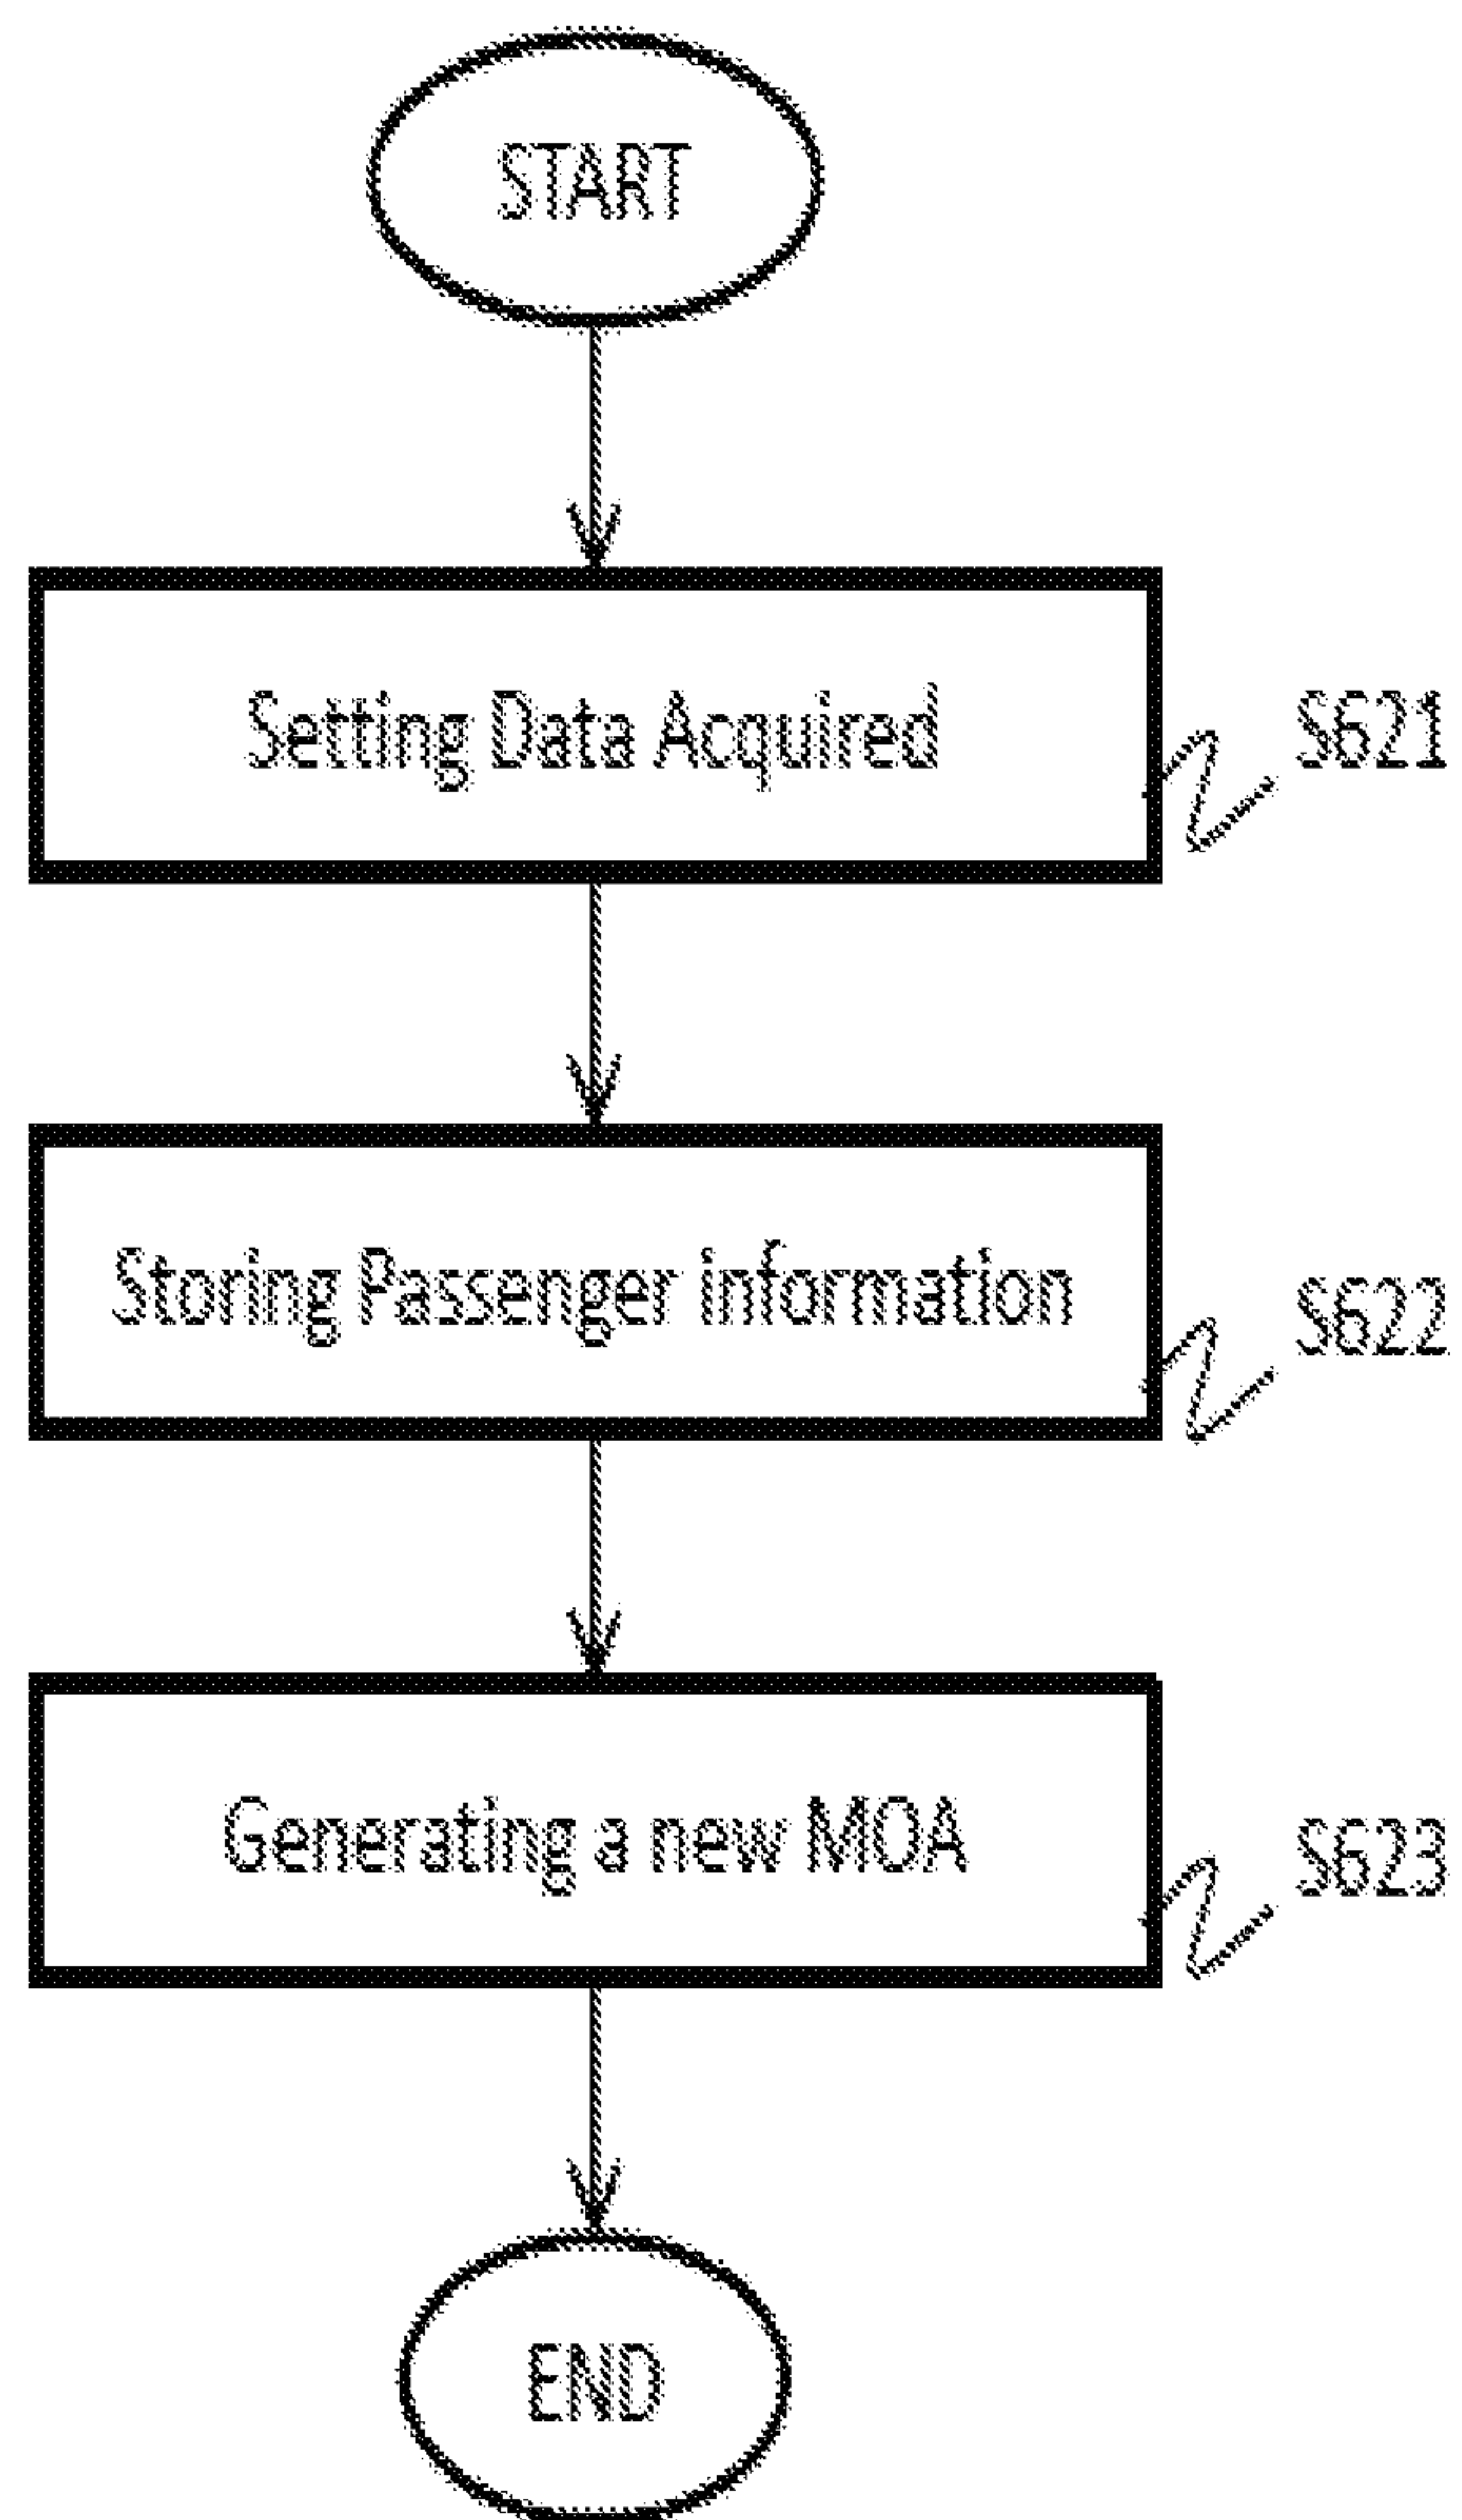 START
Setting Data Acquired
S621
Storing Passenger information
S622
Generating a new MOA
S623
END